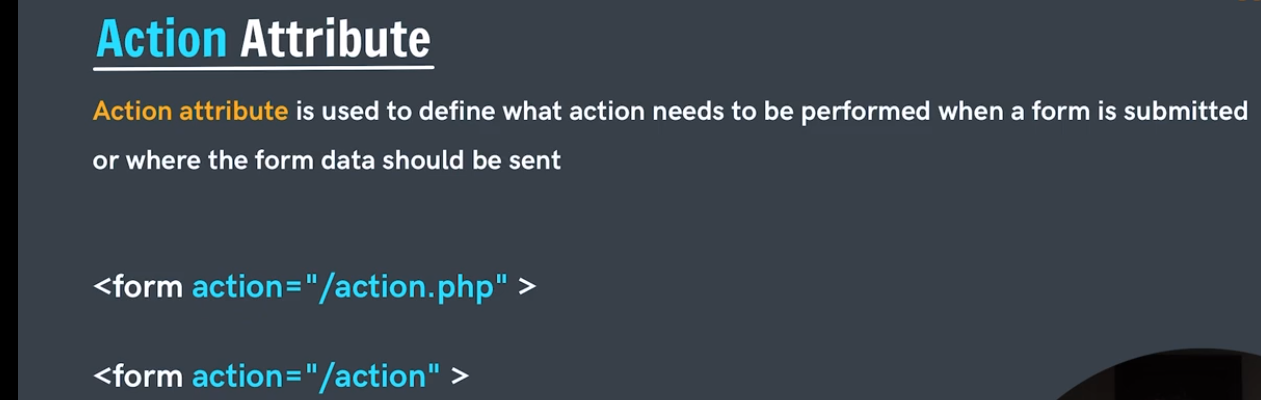 Action Attribute
Action attribute is used to define what action needs to be performed when a form is submitted
or where the form data should be sent
<form action="/action.php" >
<form action="/action" >